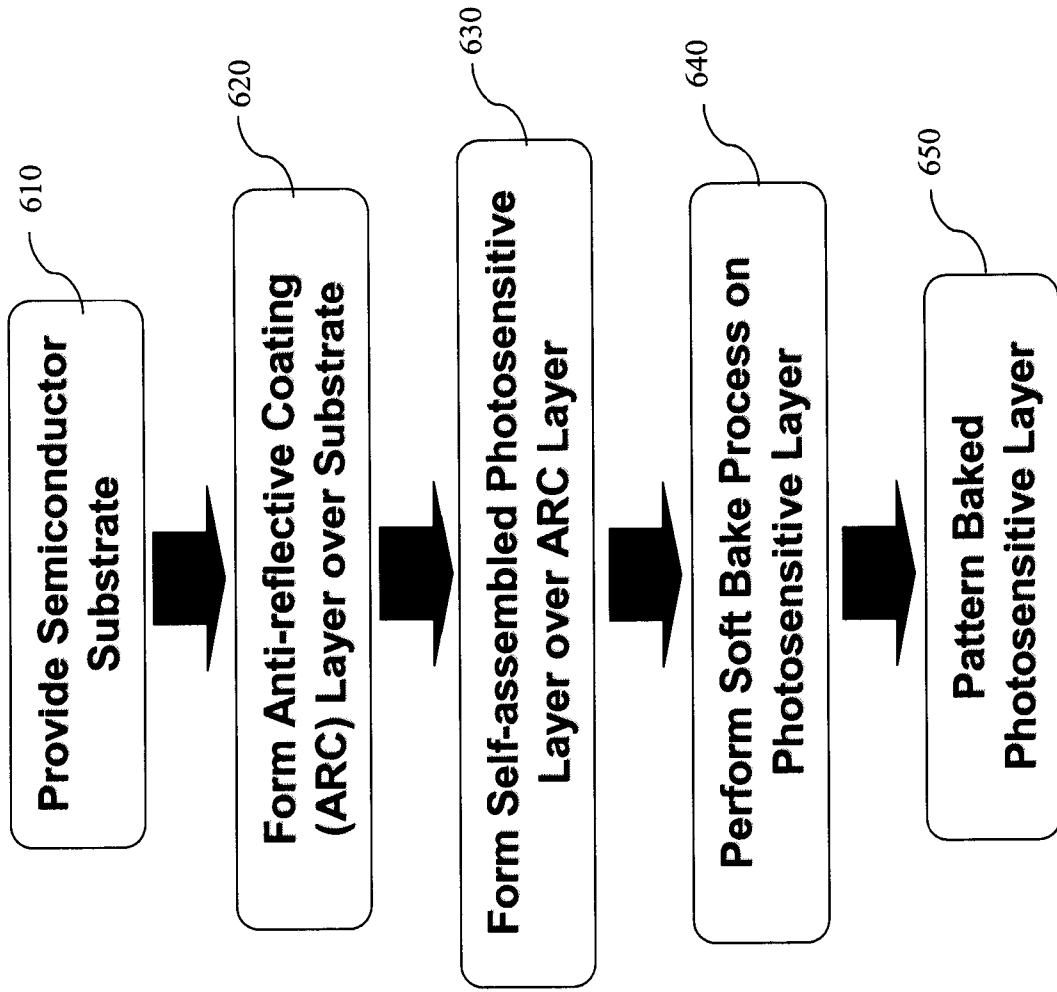 610
Provide Semiconductor
Substrate
620
Form Anti-reflective Coating
(ARC) Layer over Substrate
630
Form Self-assembled Photosensitive
Layer over ARC Layer
640
Perform Soft Bake Process on
Photosensitive Layer
650
Pattern Baked
Photosensitive Layer